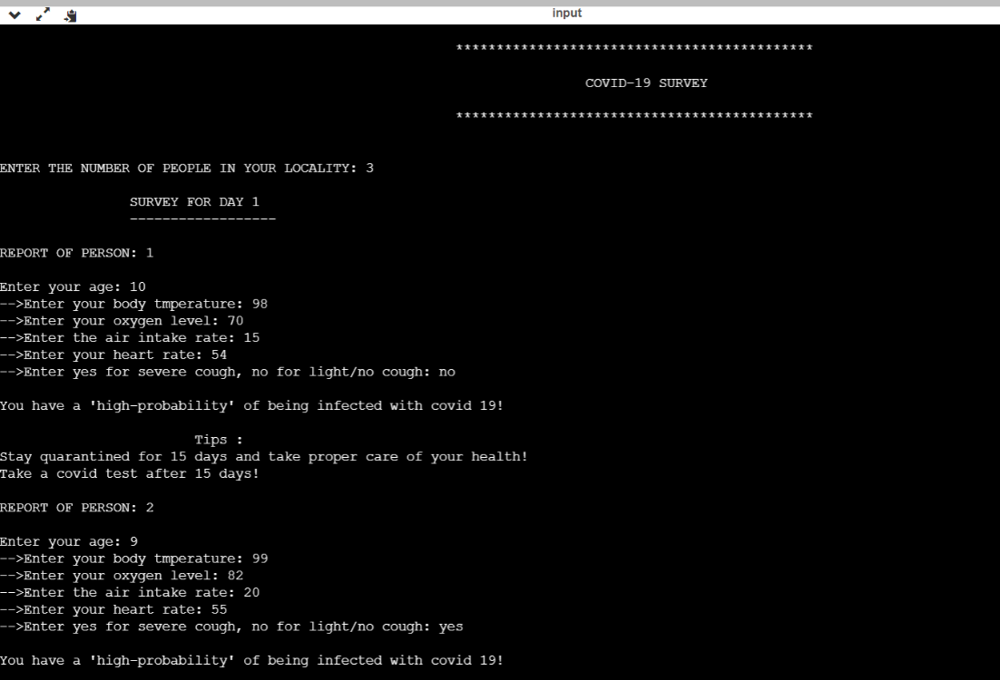 input
********************************************
COVID-19 SURVEY
********************************************
ENTER THE NUMBER OF PEOPLE IN YOUR LOCALITY: 3
SURVEY FOR DAY 1
------------------
REPORT OF PERSON: 1
Enter your age: 10
-->Enter your body tmperature: 98
-->Enter your oxygen level: 70
-->Enter the air intake rate: 15
-->Enter your heart rate: 54
-->Enter yes for severe cough, no for light/no cough: no
You have a 'high-probability' of being infected with covid 19!
Tips :
Stay quarantined for 15 days and take proper care of your health!
Take a covid test after 15 days!
REPORT OF PERSON: 2
Enter your age: 9
-->Enter your body tmperature: 99
-->Enter your oxygen level: 82
-->Enter the air intake rate: 20
-->Enter your heart rate: 55
-->Enter yes for severe cough, no for light/no cough: yes
You have a 'high-probability' of being infected with covid 19!